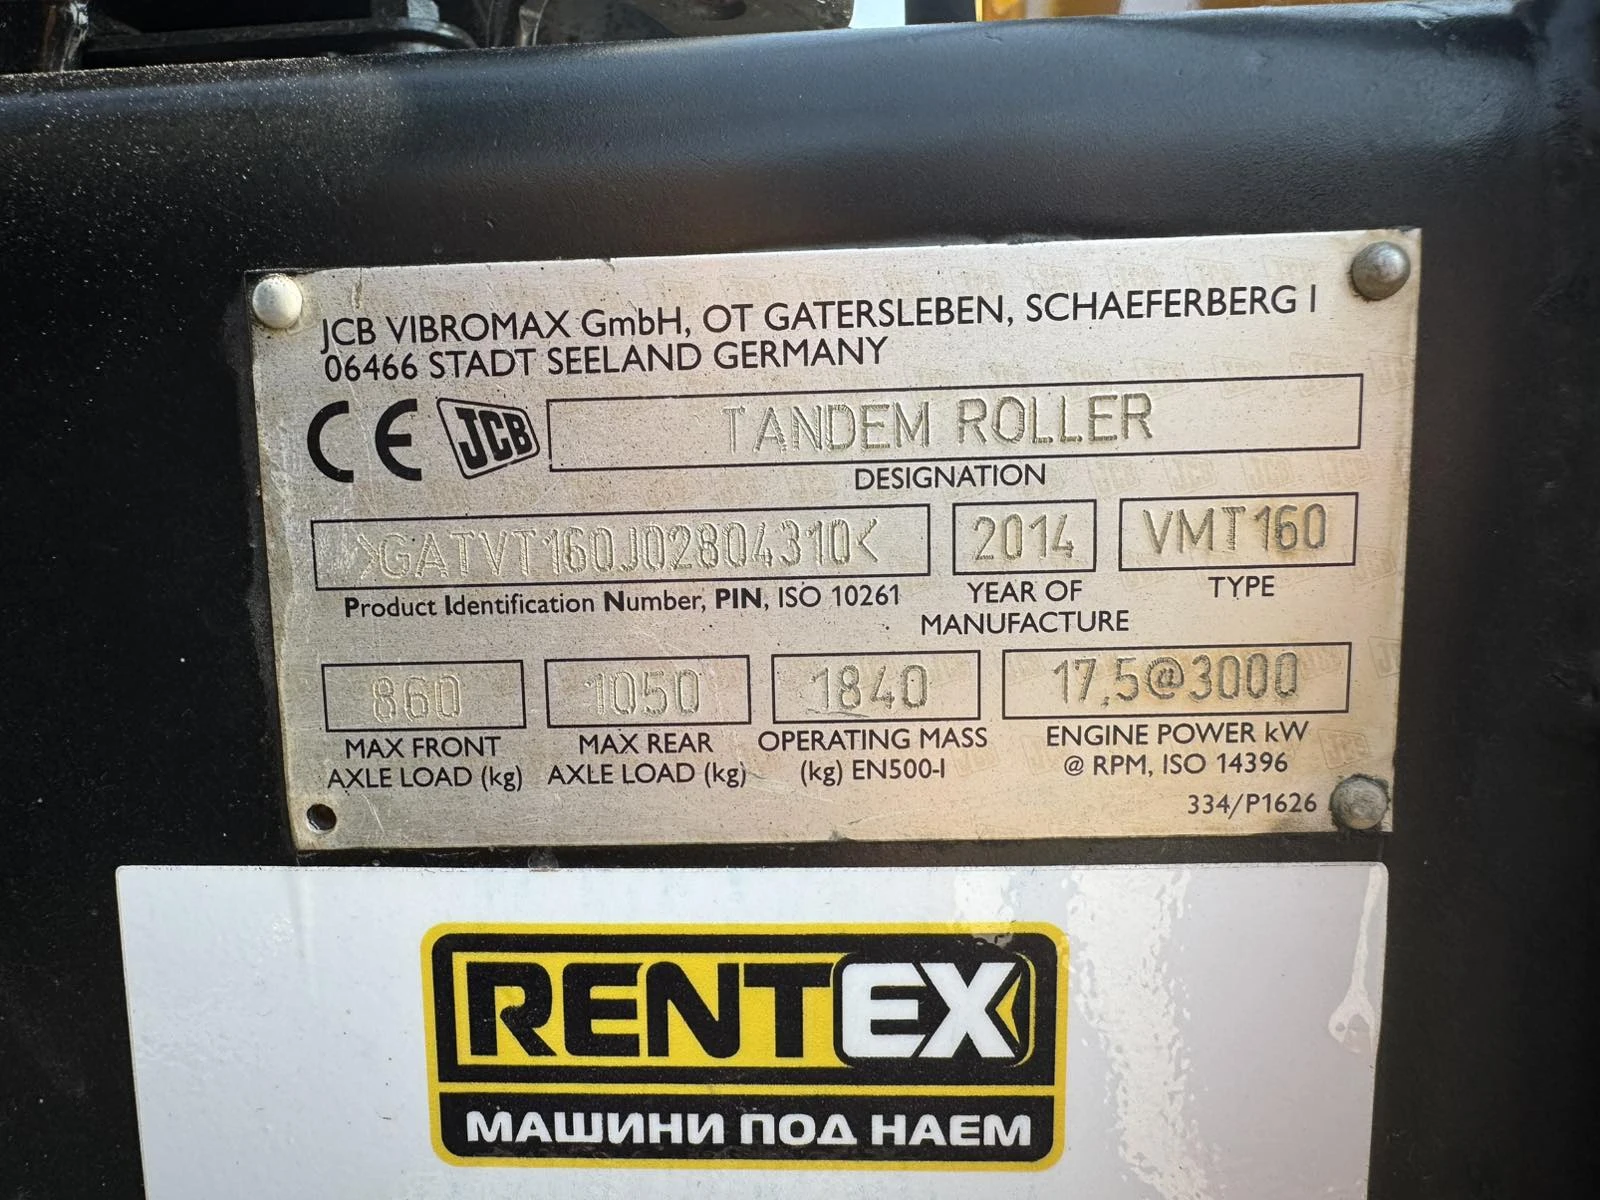 JCB VIBROMAX GmbH, OT GATERSLEBEN, SCHAEFERBERG I
06466 STADT SEELAND GERMANY
CE JCB TANDEM ROLLER
DESIGNATION
>GATVT160J02804310< 2014 VMT160
Product Identification Number, PIN, ISO 10261 YEAR OF MANUFACTURE TYPE
860 1050 1840 17.5@3000
MAX FRONT AXLE LOAD (kg) MAX REAR AXLE LOAD (kg) OPERATING MASS (kg) EN500-I ENGINE POWER kW @ RPM, ISO 14396
334/P1626
RENTEX
МАШИНИ ПОД НАЕМ